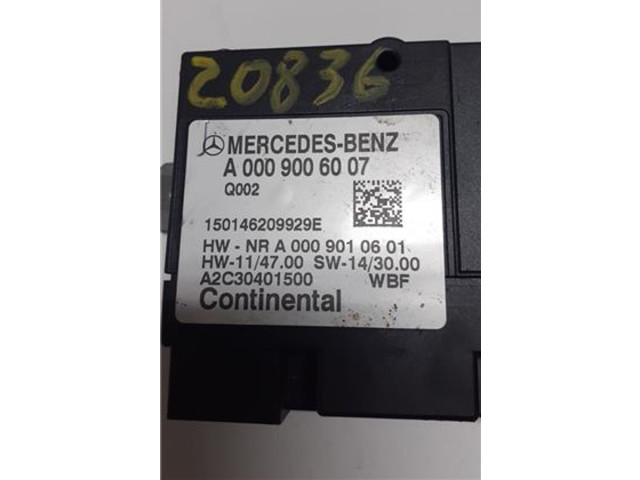 20836
MERCEDES-BENZ
A 000 900 60 07
Q002
150146209929E
HW - NR A 000 901 06 01
HW-11/47.00 SW-14/30.00
A2C30401500 WBF
Continental